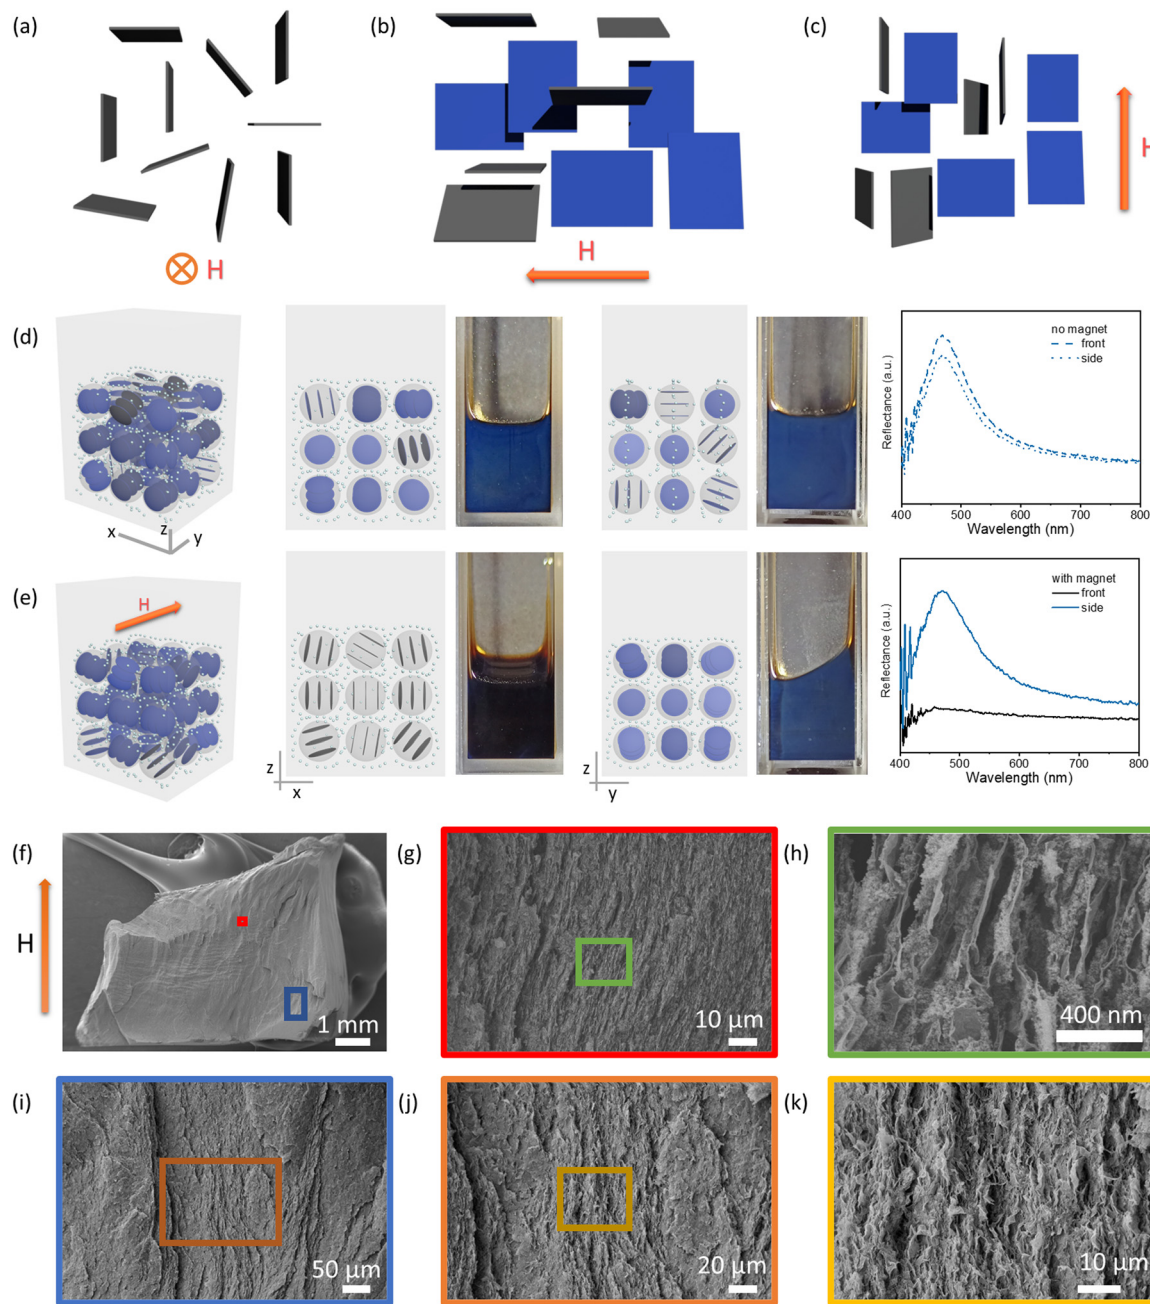 (a)
(b)
(c)
H
H
H
(d)
z
x
y
no magnet
front
side
Reflectance (a.u.)
400 500 600 700 800
Wavelength (nm)
(e)
H
z
x
z
y
with magnet
front
side
Reflectance (a.u.)
400 500 600 700 800
Wavelength (nm)
(f)
H
1 mm
(g)
10 µm
(h)
400 nm
(i)
50 µm
(j)
20 µm
(k)
10 µm